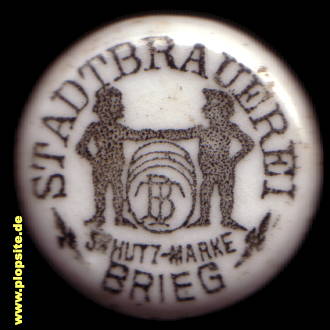 STADTBRAUEREI
TB
SCHUTZ-MARKE
BRIEG
© www.plopsite.de